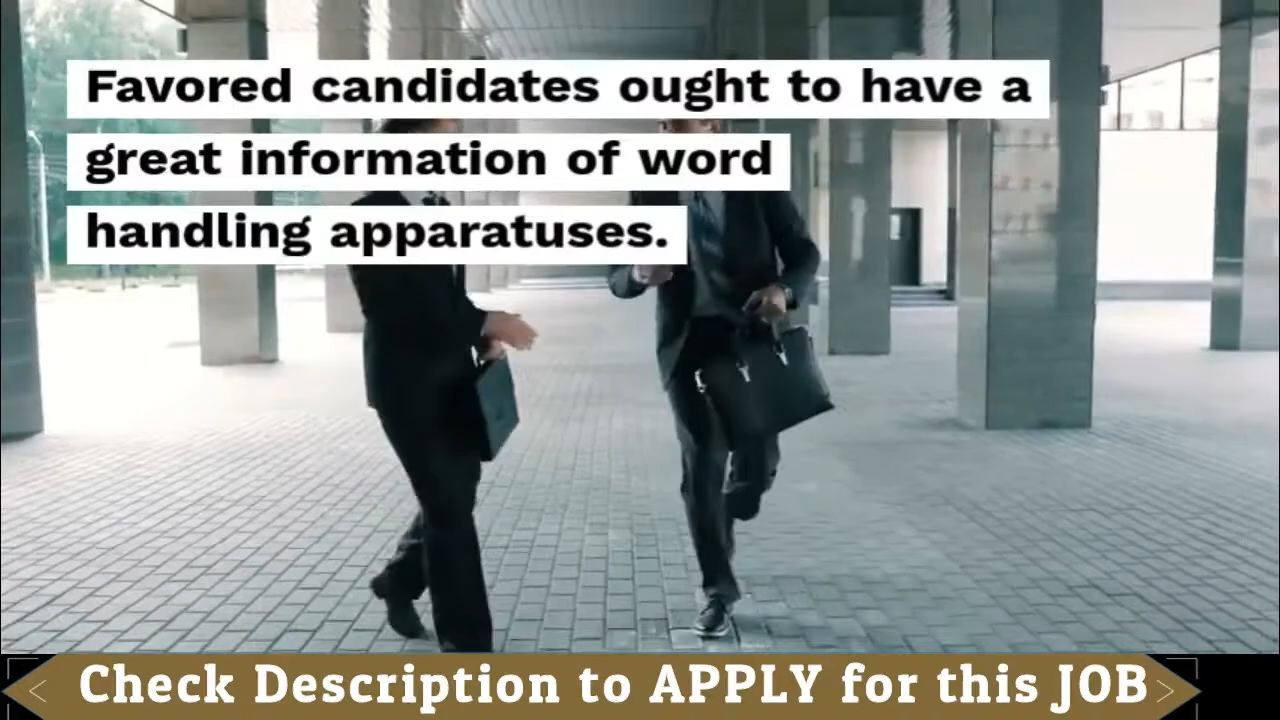 Favored candidates ought to have a
great information of word
handling apparatuses.
Check Description to APPLY for this JOB